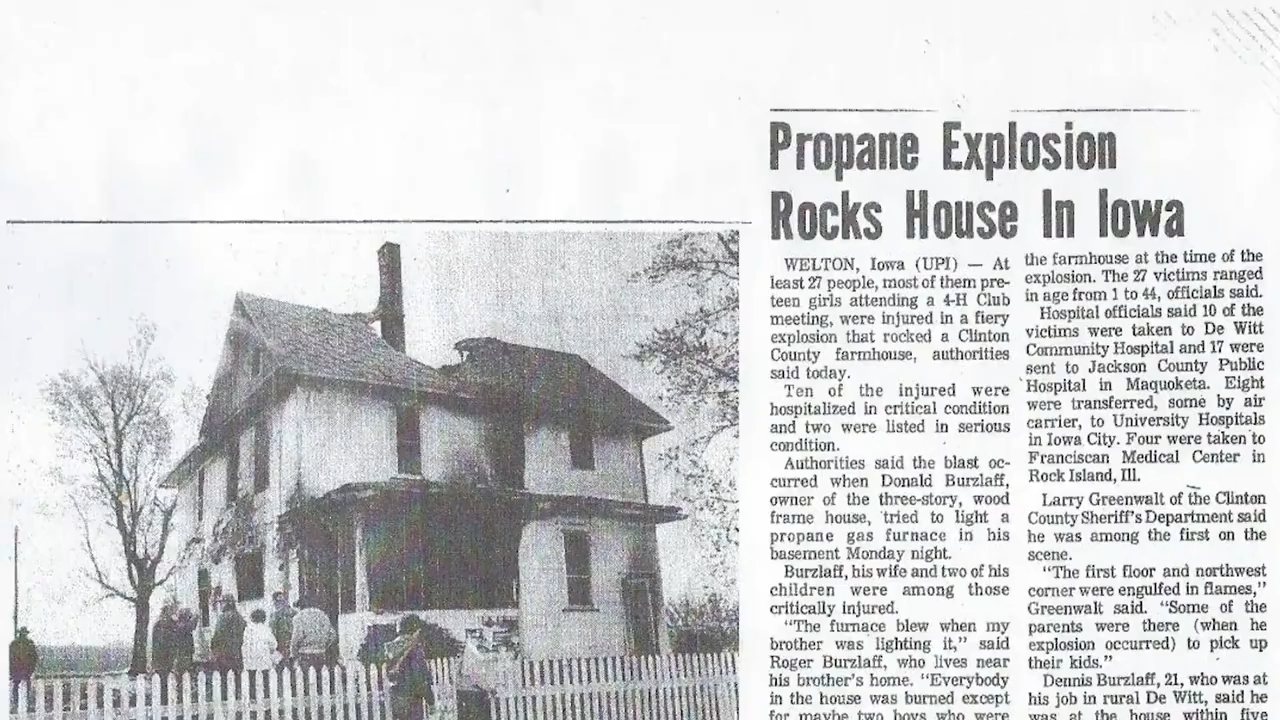 Propane Explosion
Rocks House In Iowa
WELTON, Iowa (UPI) — At
least 27 people, most of them pre-
teen girls attending a 4-H Club
meeting, were injured in a fiery
explosion that rocked a Clinton
County farmhouse, authorities
said today.
Ten of the injured were
hospitalized in critical condition
and two were listed in serious
condition.
Authorities said the blast oc-
curred when Donald Burzlaff,
owner of the three-story, wood
frame house, tried to light a
propane gas furnace in his
basement Monday night.
Burzlaff, his wife and two of his
children were among those
critically injured.
"The furnace blew when my
brother was lighting it," said
Roger Burzlaff, who lives near
his brother's home. "Everybody
in the house was burned except
for maybe two boys who were
the farmhouse at the time of the
explosion. The 27 victims ranged
in age from 1 to 44, officials said.
Hospital officials said 10 of the
victims were taken to De Witt
Community Hospital and 17 were
sent to Jackson County Public
Hospital in Maquoketa. Eight
were transferred, some by air
carrier, to University Hospitals
in Iowa City. Four were taken to
Franciscan Medical Center in
Rock Island, Ill.
Larry Greenwalt of the Clinton
County Sheriff's Department said
he was among the first on the
scene.
"The first floor and northwest
corner were engulfed in flames,"
Greenwalt said. "Some of the
parents were there (when he
explosion occurred) to pick up
their kids."
Dennis Burzlaff, 21, who was at
his job in rural De Witt, said he
was at the house within five